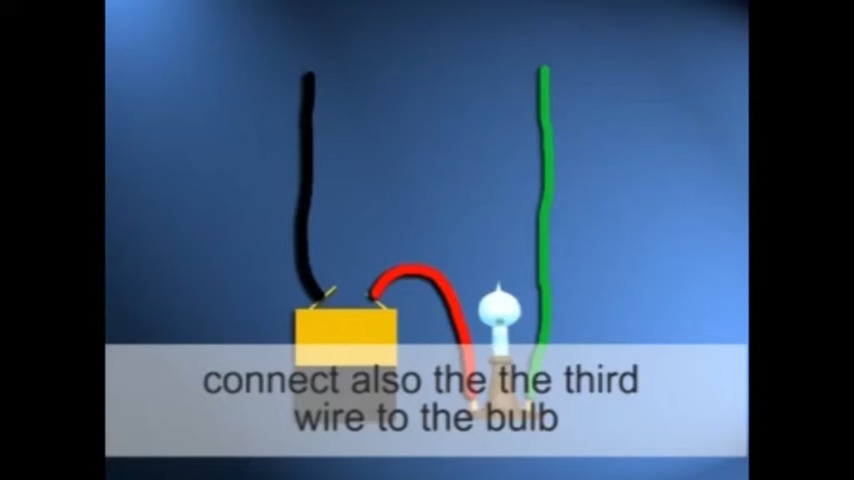 connect also the the third
wire to the bulb